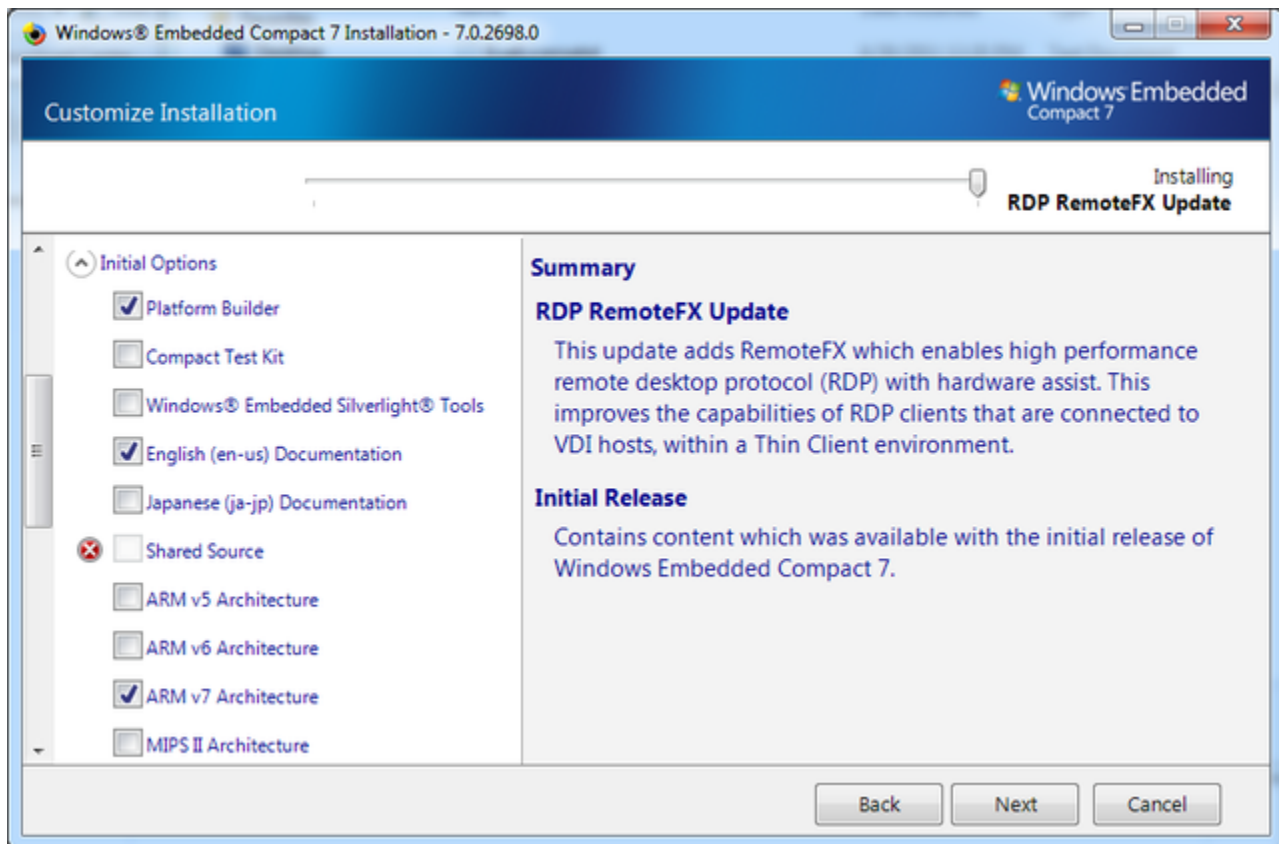 Windows® Embedded Compact 7 Installation - 7.0.2698.0
Customize Installation
Windows Embedded
Compact 7
Installing
RDP RemoteFX Update
Initial Options
Platform Builder
Compact Test Kit
Windows® Embedded Silverlight® Tools
English (en-us) Documentation
Japanese (ja-jp) Documentation
Shared Source
ARM v5 Architecture
ARM v6 Architecture
ARM v7 Architecture
MIPS II Architecture
Summary
RDP RemoteFX Update
This update adds RemoteFX which enables high performance
remote desktop protocol (RDP) with hardware assist. This
improves the capabilities of RDP clients that are connected to
VDI hosts, within a Thin Client environment.
Initial Release
Contains content which was available with the initial release of
Windows Embedded Compact 7.
Back
Next
Cancel